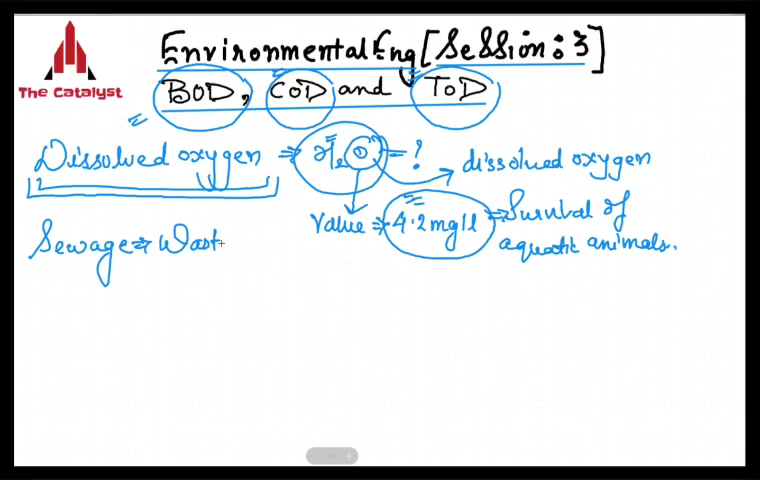 Environmental Eng [Session: 3]
The Catalyst
BOD, COD and TOD
Dissolved oxygen ⇒ = ? dissolved oxygen
Value ⇒ 4.2 mg/l ⇒ Survival of
aquatic animals.
Sewage ⇒ Wast